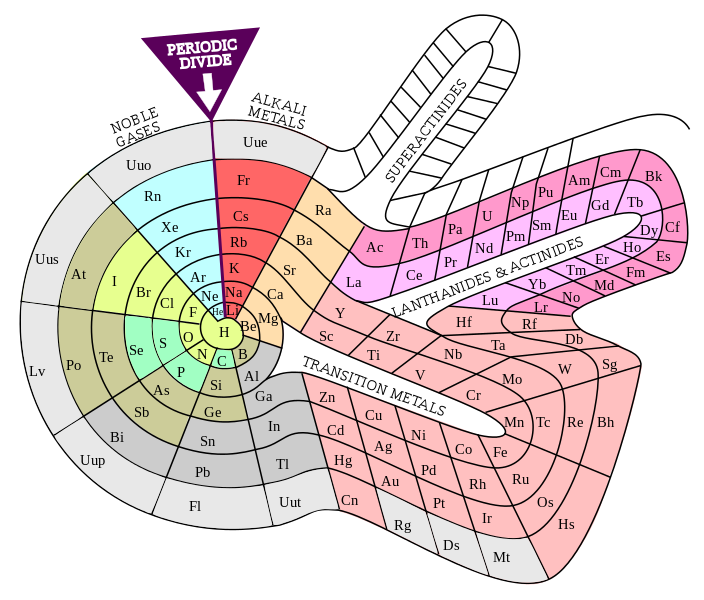 PERIODIC
DIVIDE
NOBLE
GASES
ALKALI
METALS
SUPERACTINIDES
LANTHANIDES & ACTINIDES
TRANSITION METALS
Uuo
Uue
Rn
Fr
Ra
Xe
Cs
Ba
Kr
Rb
Sr
Ar
K
Ca
Ne
Na
Mg
He
Li
Be
H
Uus
At
I
Br
Cl
F
Lv
Po
Te
Se
S
O
Uup
Bi
Sb
As
P
N
Fl
Pb
Sn
Ge
Si
C
Uut
Tl
In
Ga
Al
B
Ac
Th
Pa
U
Np
Pu
Am
Cm
Bk
Cf
Es
Fm
Md
No
Lr
La
Ce
Pr
Nd
Pm
Sm
Eu
Gd
Tb
Dy
Ho
Er
Tm
Yb
Lu
Sc
Y
Ti
Zr
Hf
Rf
V
Nb
Ta
Db
Cr
Mo
W
Sg
Mn
Tc
Re
Bh
Fe
Ru
Os
Hs
Co
Rh
Ir
Mt
Ni
Pd
Pt
Ds
Cu
Ag
Au
Rg
Zn
Cd
Hg
Cn